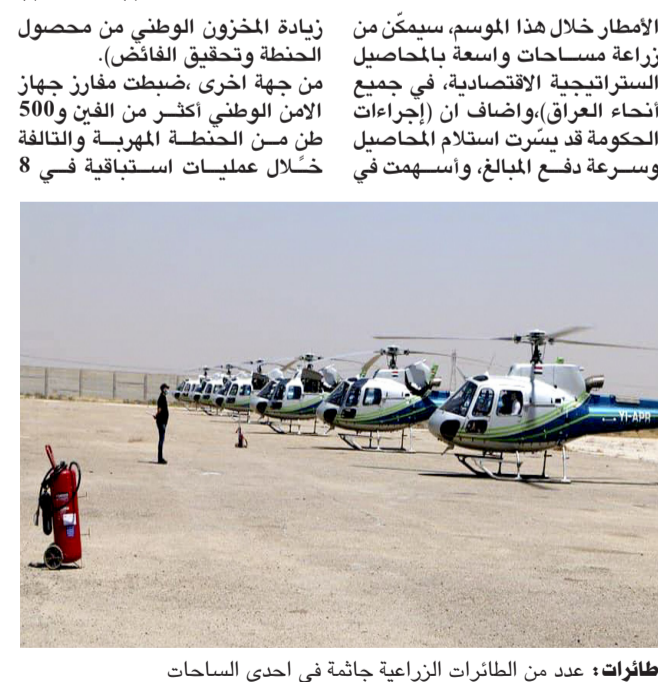 الأمطار خلال هذا الموسم، سيمكّن من
زراعة مساحات واسعة بالمحاصيل
الستراتيجية الاقتصادية، في جميع
أنحاء العراق)،واضاف ان (إجراءات
الحكومة قد يسّرت استلام المحاصيل
وسرعة دفع المبالغ، وأسهمت في
زيادة المخزون الوطني من محصول
الحنطة وتحقيق الفائض).
من جهة اخرى ،ضبطت مفارز جهاز
الامن الوطني أكثر من الفين و500
طن من الحنطة المهربة والتالفة
خلال عمليات استباقية في 8
YI-APR
طائرات: عدد من الطائرات الزراعية جاثمة في احدى الساحات